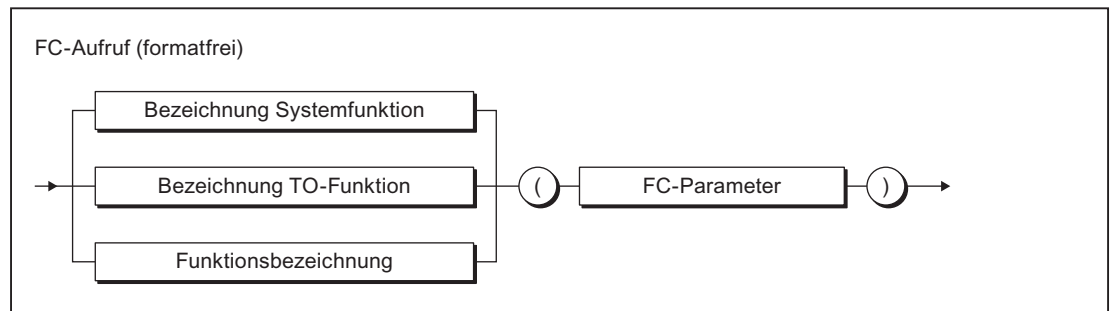 FC-Aufruf (formatfrei)
Bezeichnung Systemfunktion
Bezeichnung TO-Funktion
( FC-Parameter )
Funktionsbezeichnung